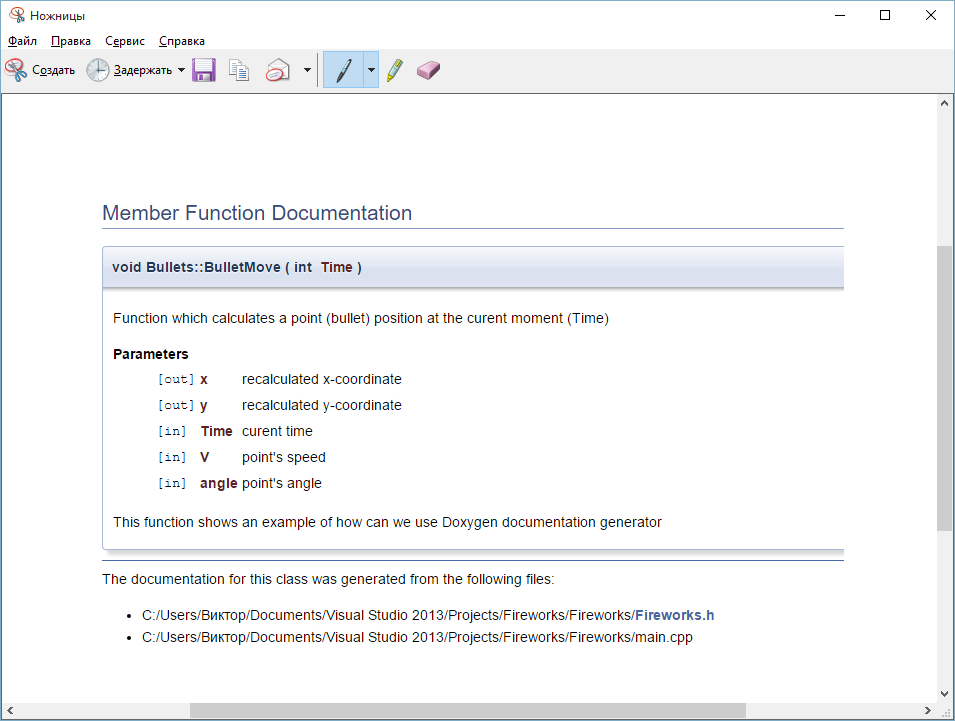 Ножницы
Файл Правка Сервис Справка
Создать Задержать
Member Function Documentation
void Bullets::BulletMove ( int Time )
Function which calculates a point (bullet) position at the curent moment (Time)
Parameters
[out] x recalculated x-coordinate
[out] y recalculated y-coordinate
[in] Time curent time
[in] V point's speed
[in] angle point's angle
This function shows an example of how can we use Doxygen documentation generator
The documentation for this class was generated from the following files:
• C:/Users/Виктор/Documents/Visual Studio 2013/Projects/Fireworks/Fireworks/Fireworks.h
• C:/Users/Виктор/Documents/Visual Studio 2013/Projects/Fireworks/Fireworks/main.cpp